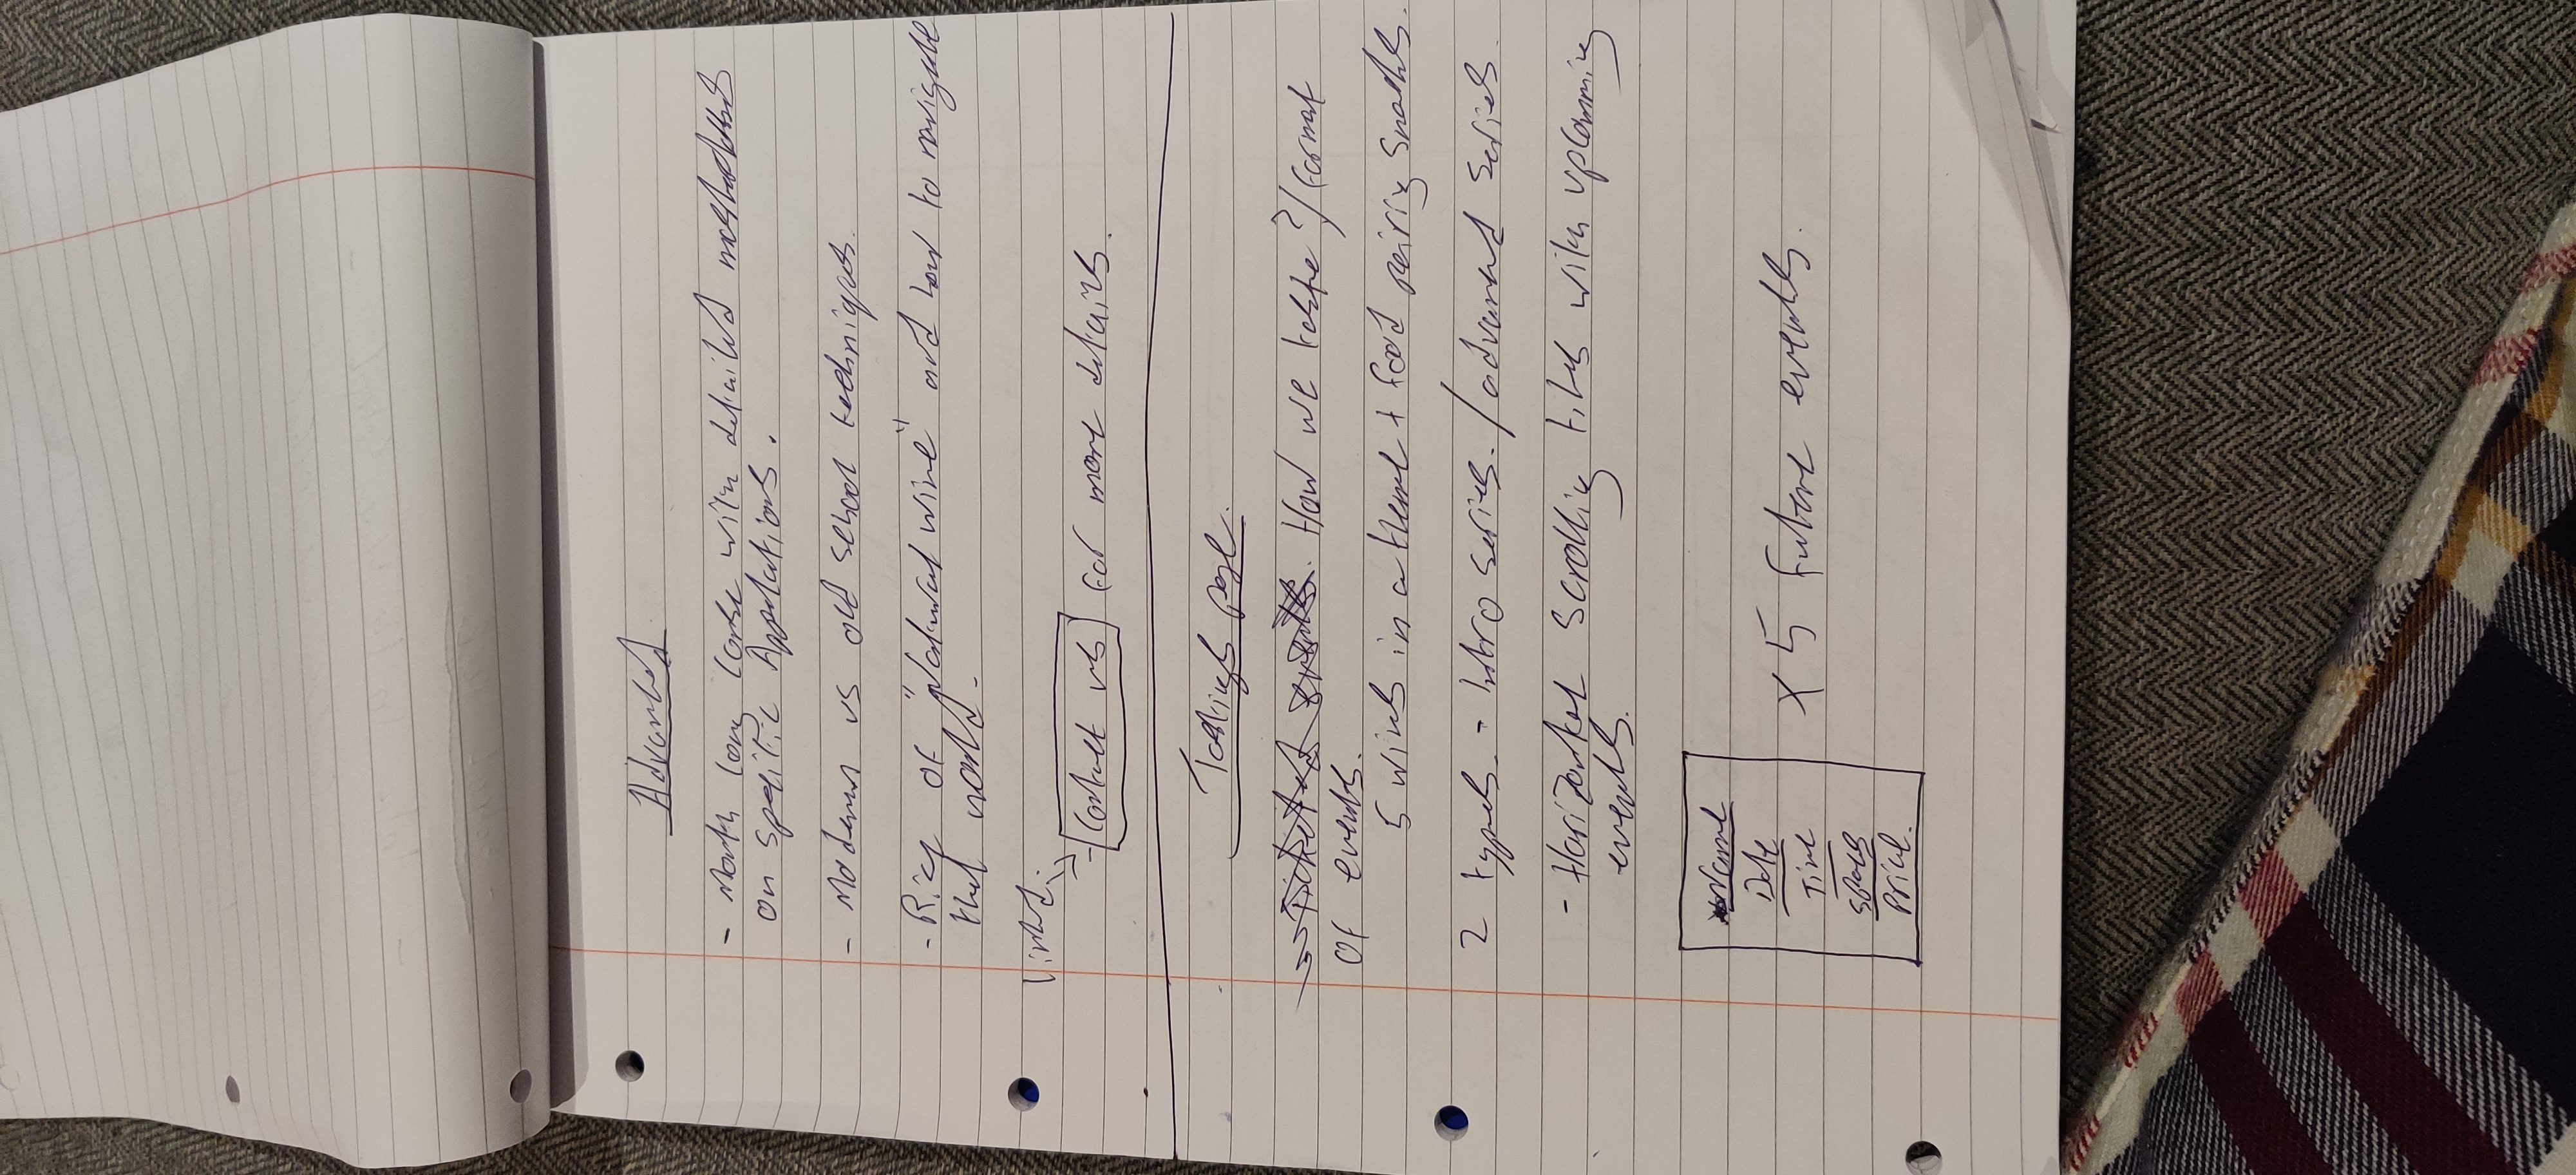 Advanced
- Month long course with detailed masterclasses
on specific Appelations.
- Modern vs old school techniques.
- Rise of "Natural wine" and how to navigate
that world.
Linked
- Contact us for more details.
Tastings page.
Ticketed events. How we taste?/format
of events.
5 wines in a theme + food pairing snacks.
2 types. - Intro series. / advanced series.
- Horizontal scrolling tiles with upcomming
events.
Name
Date
Time
x 5 future events.
spaces
Price.